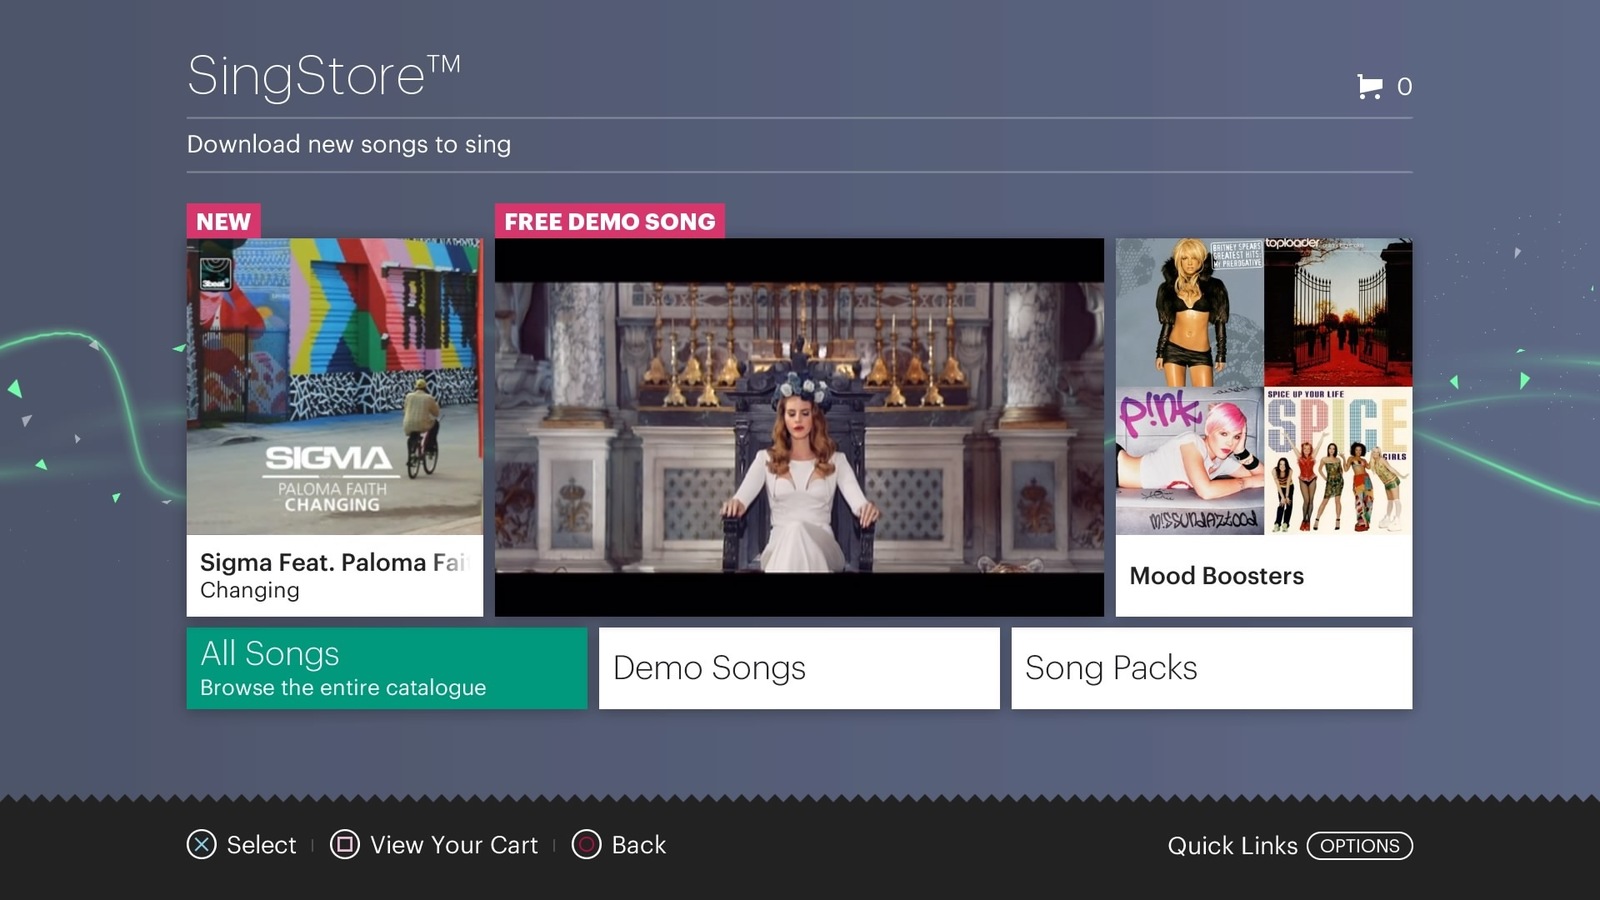 SingStore™
0
Download new songs to sing
NEW
FREE DEMO SONG
3beat
SIGMA
PALOMA FAITH
CHANGING
Sigma Feat. Paloma Fai
Changing
BRITNEY SPEARS
GREATEST HITS:
MY PREROGATIVE
toploader
P!nk
M!SSUNDAZTOOD
SPICE UP YOUR LIFE
SPICE
GIRLS
Mood Boosters
All Songs
Browse the entire catalogue
Demo Songs
Song Packs
Select
View Your Cart
Back
Quick Links OPTIONS